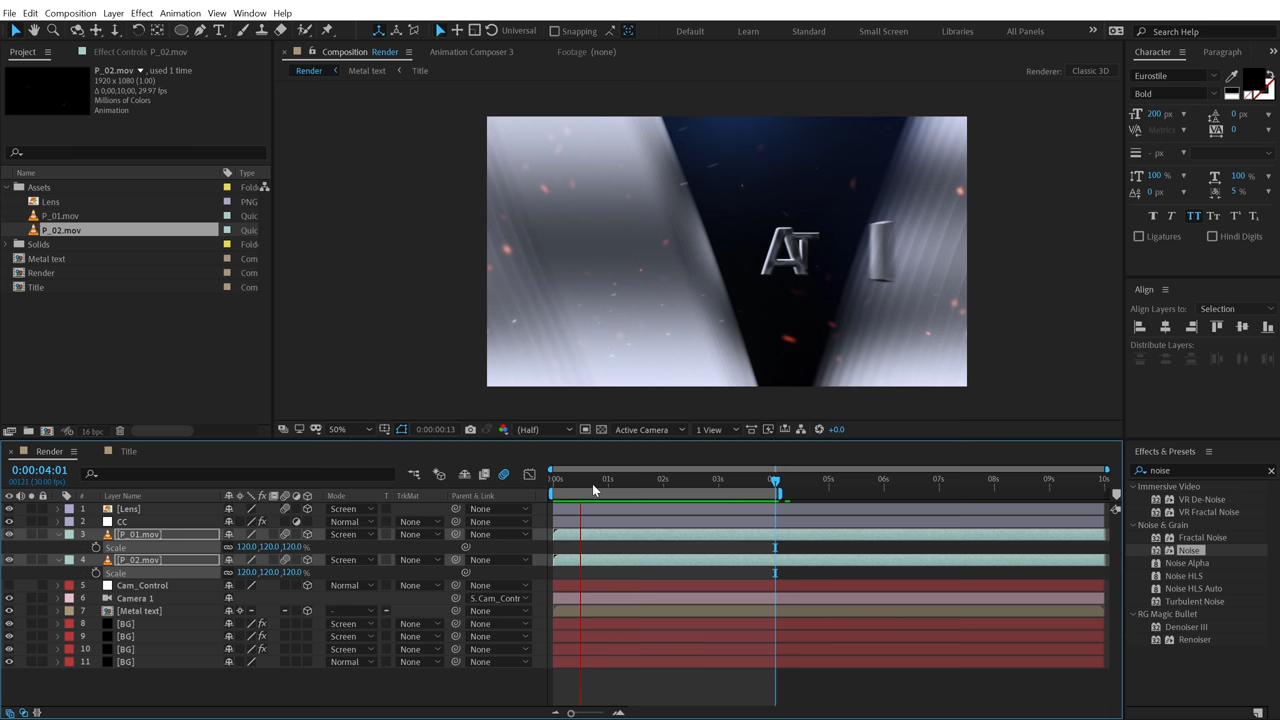 File Edit Composition Layer Effect Animation View Window Help
Universal Snapping Default Learn Standard Small Screen Libraries All Panels Search Help
Project Effect Controls P_02.mov
P_02.mov , used 1 time
1920 x 1080 (1.00)
Δ 0;00;10;00, 29.97 fps
Millions of Colors
Animation
Name Type
Assets Fold
Lens PNG
P_01.mov Quic
P_02.mov Quic
Solids Fold
Metal text Com
Render Com
Title Com
16 bpc
Composition Render Animation Composer 3 Footage (none)
Render Metal text Title Renderer: Classic 3D
AT I
50% 0:00:00:13 (Half) Active Camera 1 View +0.0
Character Paragraph
Eurostile
Bold
200 px 0 px
Metrics 0
- px
100 % 100 %
0 px 5 %
Ligatures Hindi Digits
Align
Align Layers to: Selection
Distribute Layers:
Effects & Presets
noise
Immersive Video
VR De-Noise
VR Fractal Noise
Noise & Grain
Fractal Noise
Noise
Noise Alpha
Noise HLS
Noise HLS Auto
Turbulent Noise
RG Magic Bullet
Denoiser III
Renoiser
Render Title
0:00:04:01
00121 (30.00 fps)
# Layer Name Mode T TrkMat Parent & Link
:00s 01s 02s 03s 05s 06s 07s 08s 09s 10s
1 [Lens] Screen None
2 CC Normal None None
3 [P_01.mov] Screen None None
Scale 120.0,120.0,120.0 %
4 [P_02.mov] Screen None None
Scale 120.0,120.0,120.0 %
5 Cam_Control Normal None None
6 Camera 1 5. Cam_Contr
7 [Metal text] - None
8 [BG] Screen None None
9 [BG] Screen None None
10 [BG] Screen None None
11 [BG] Normal None None